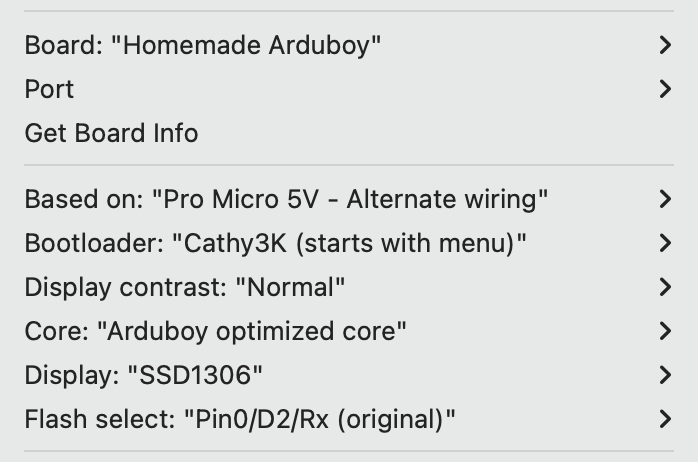 Board: "Homemade Arduboy"
Port
Get Board Info
Based on: "Pro Micro 5V - Alternate wiring"
Bootloader: "Cathy3K (starts with menu)"
Display contrast: "Normal"
Core: "Arduboy optimized core"
Display: "SSD1306"
Flash select: "Pin0/D2/Rx (original)"